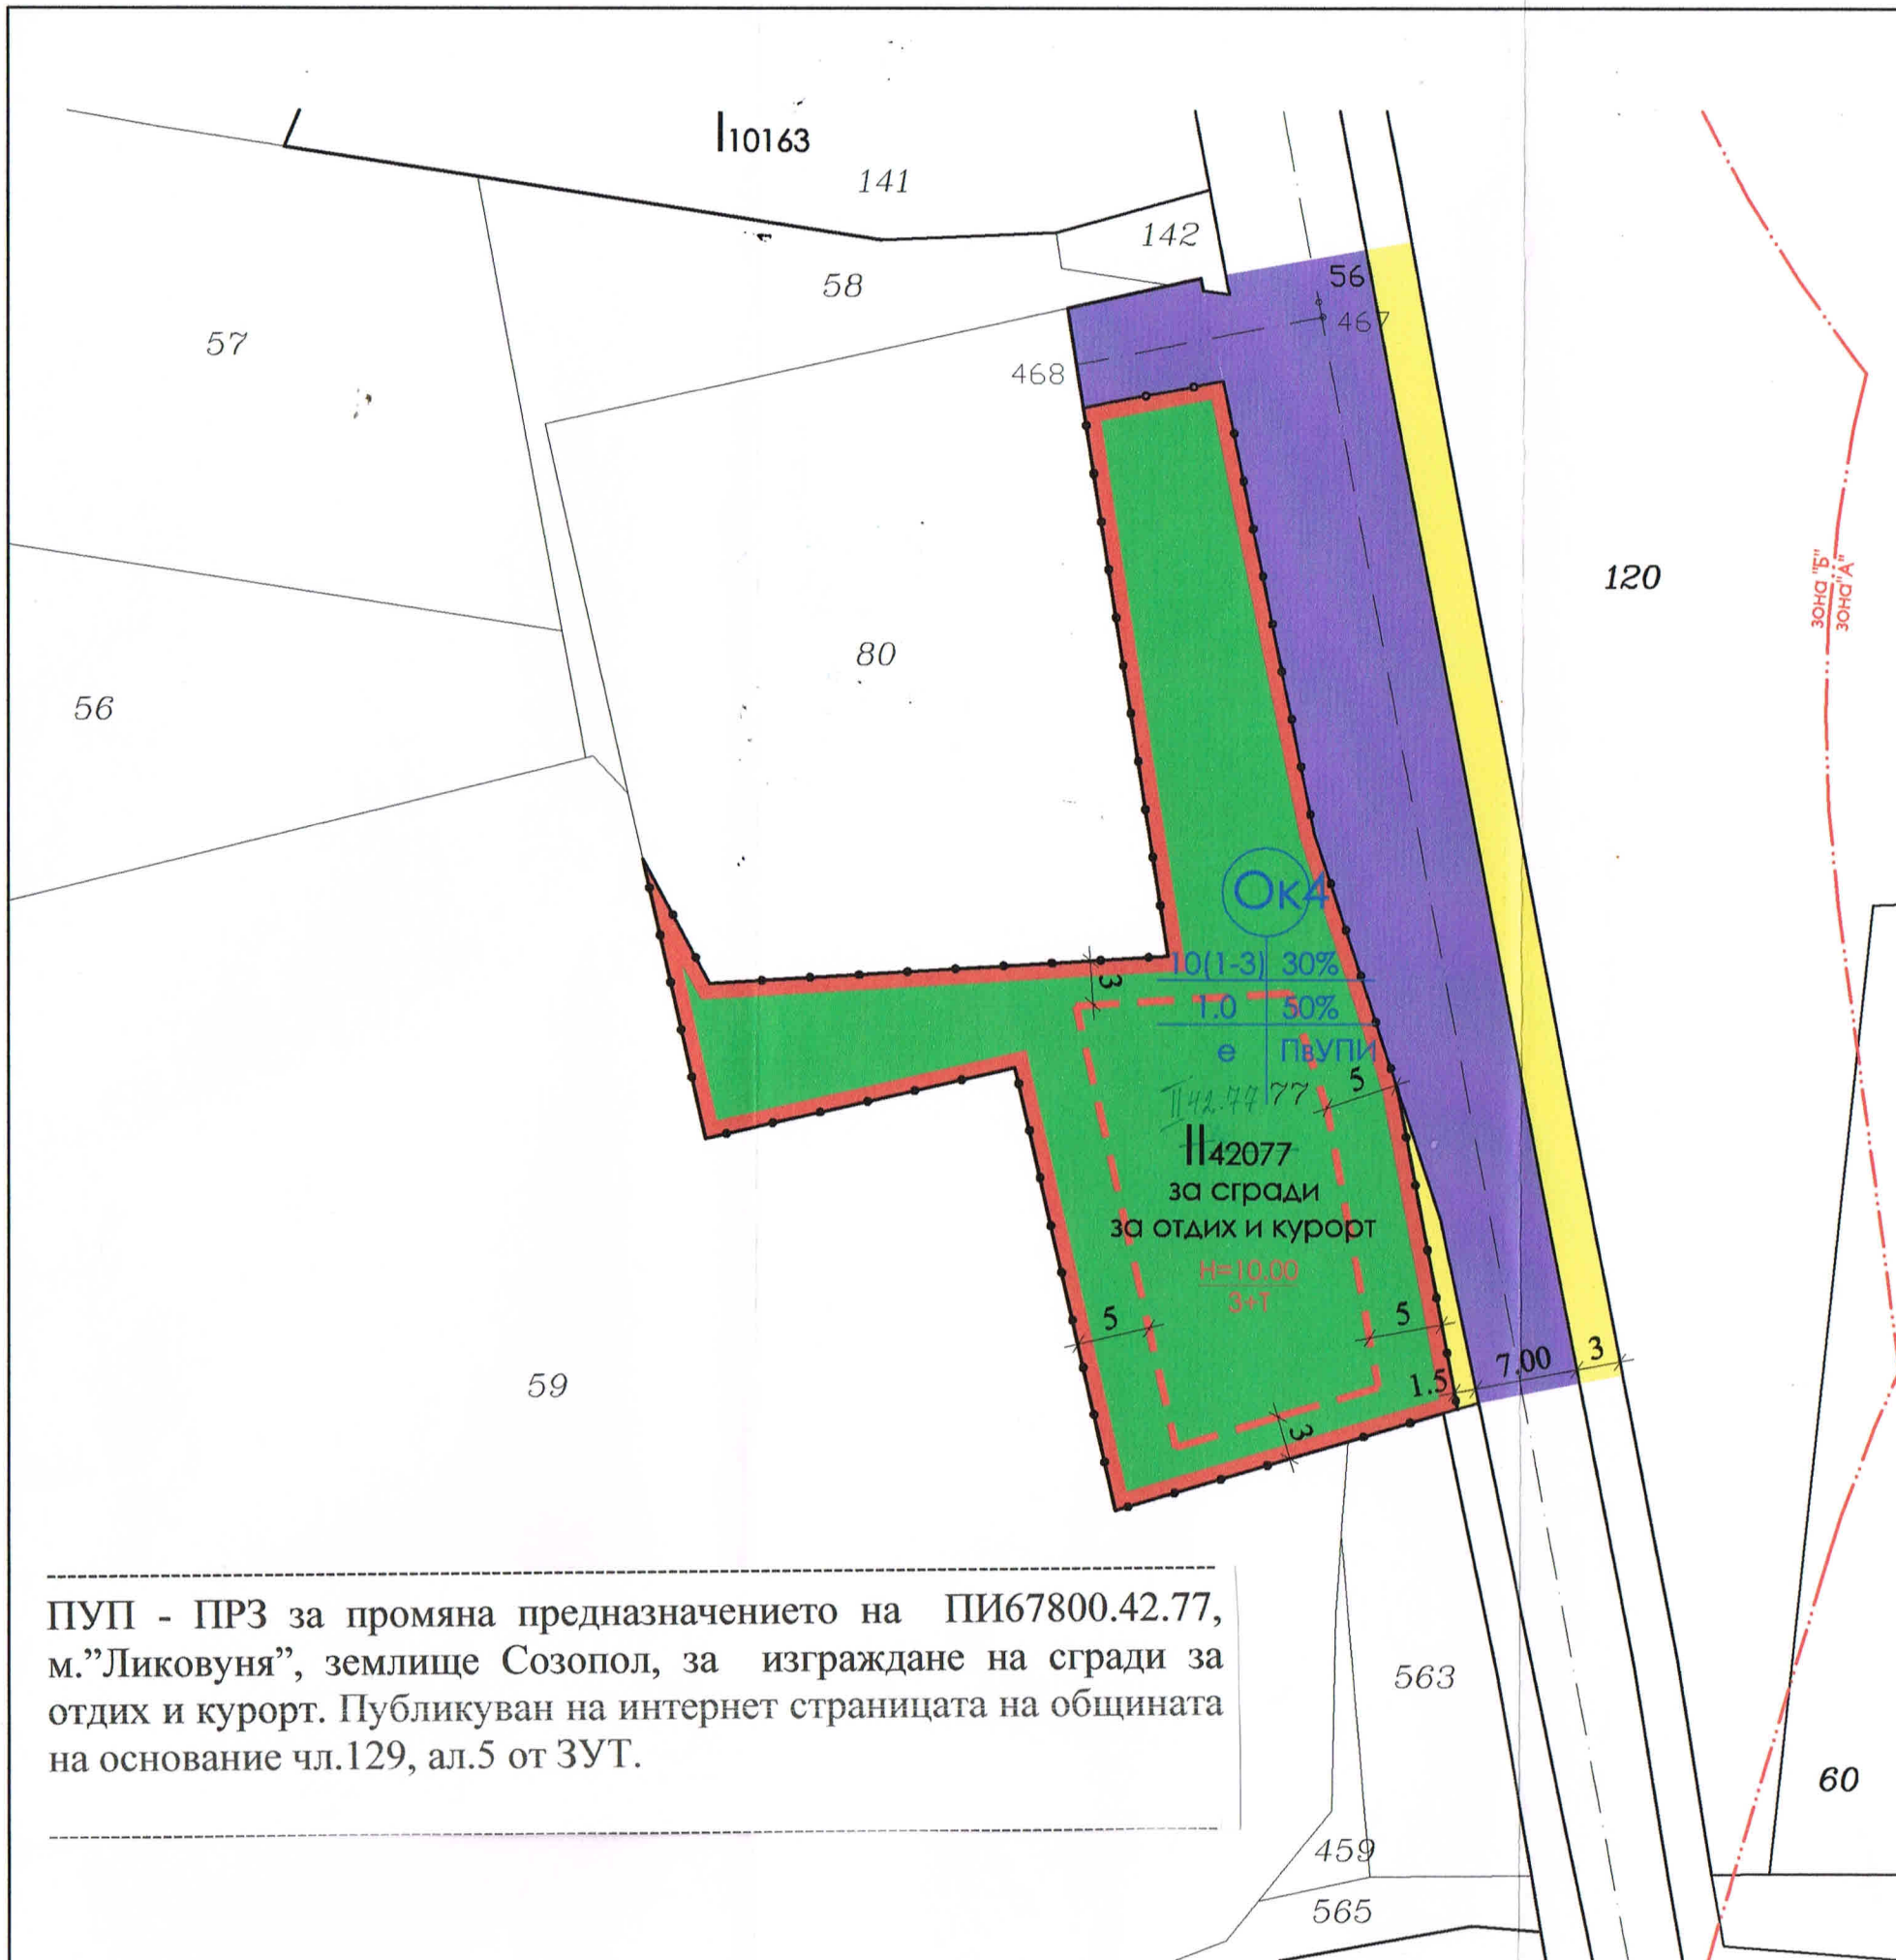 I10163
141
142
58
56
467
57
468
120
зона "Б"
зона"А"
80
56
Ок4
10(1-3) 30%
1.0 50%
е ПвУПИ
3
5
II 42.77 77
II42077
за сгради
за отдих и курорт
H=10.00
3+Т
5
5
7.00
3
1.5
59
3
ПУП - ПРЗ за промяна предназначението на ПИ67800.42.77,
м.”Ликовуня”, землище Созопол, за изграждане на сгради за
отдих и курорт. Публикуван на интернет страницата на общината
на основание чл.129, ал.5 от ЗУТ.
563
60
459
565